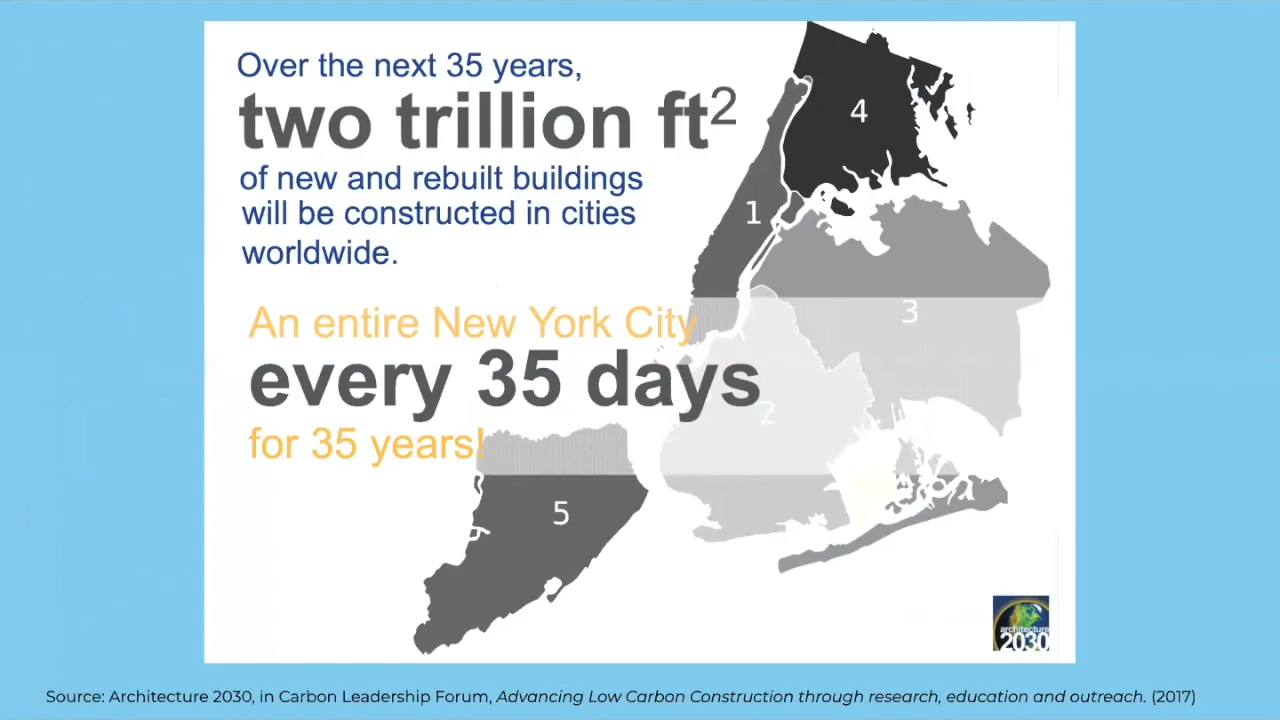 Over the next 35 years,
two trillion ft²
of new and rebuilt buildings
will be constructed in cities
worldwide.
An entire New York City
every 35 days
for 35 years!
4
1
3
2
5
architecture
2030
Source: Architecture 2030, in Carbon Leadership Forum, Advancing Low Carbon Construction through research, education and outreach. (2017)